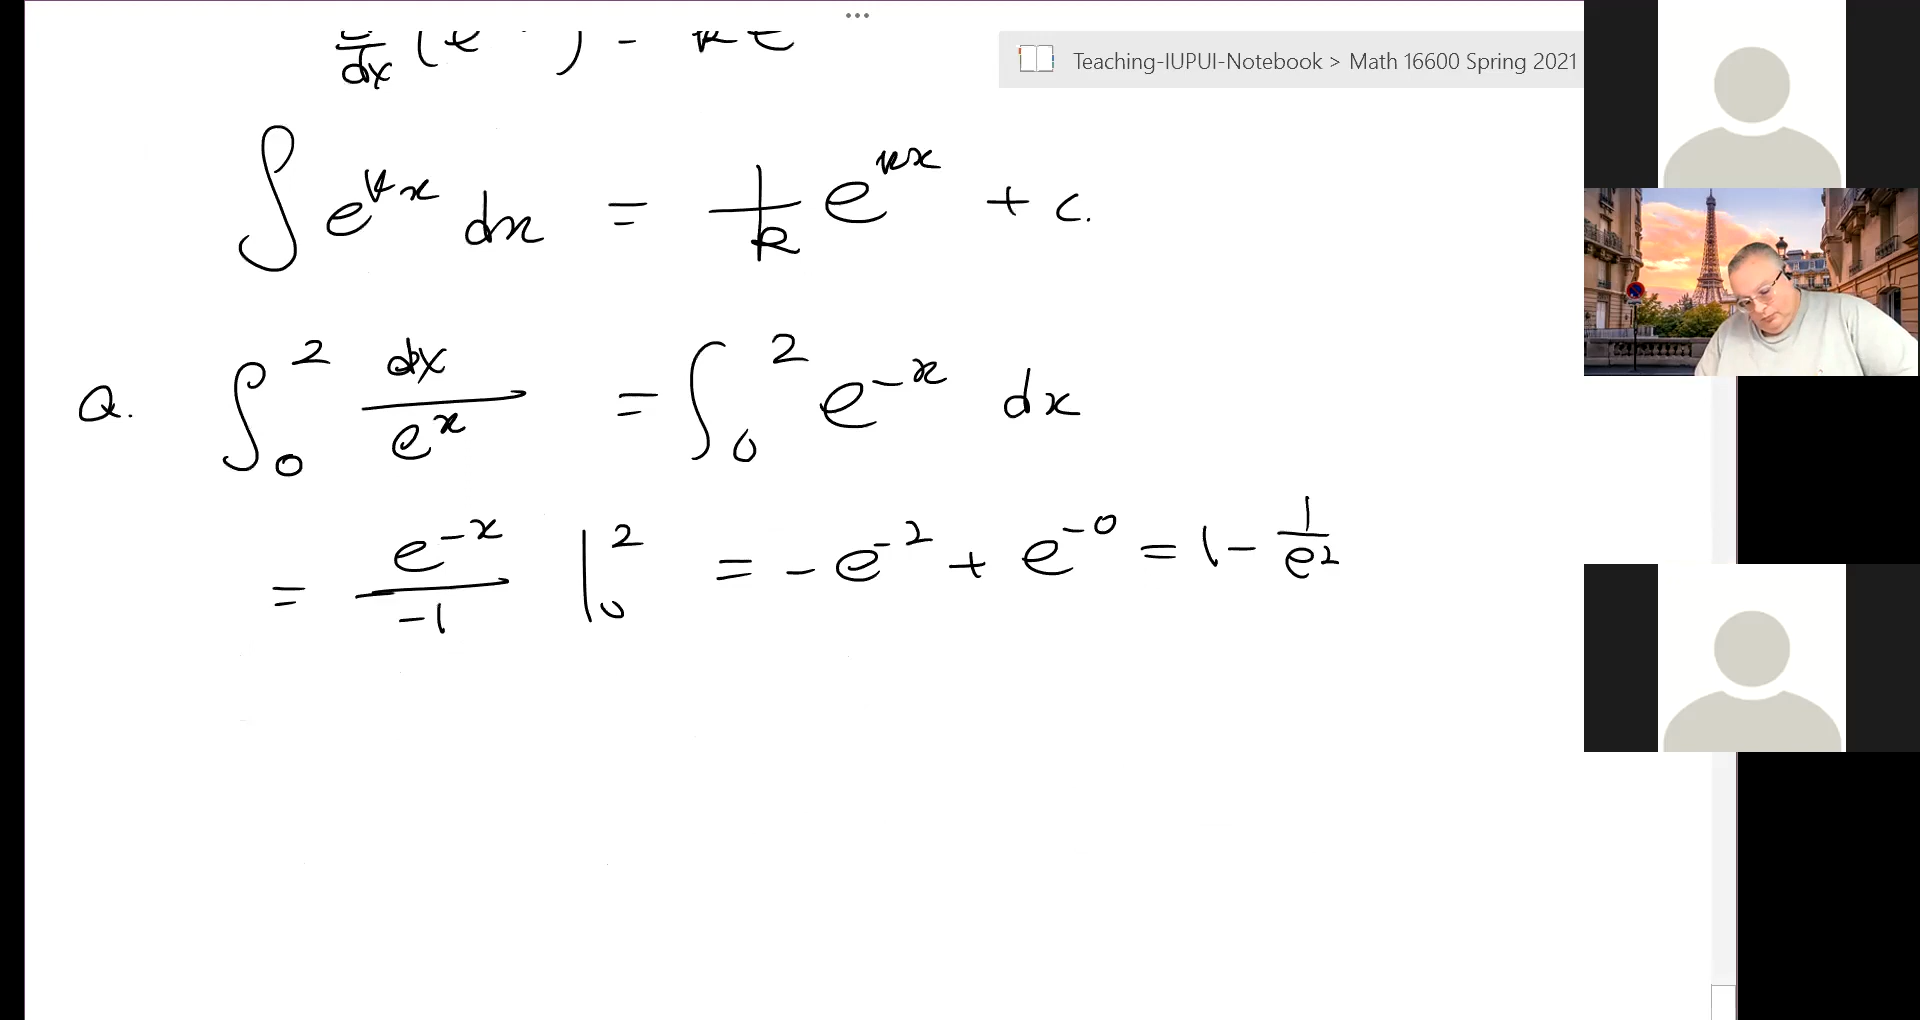 d/dx (e ) = k e
Teaching-IUPUI-Notebook > Math 16600 Spring 2021
∫ e^{kx} dx = 1/k e^{kx} + c.
Q. ∫_0^2 dx/e^x = ∫_0^2 e^{-x} dx
= e^{-x}/-1 |_0^2 = -e^{-2} + e^{-0} = 1 - 1/e^2